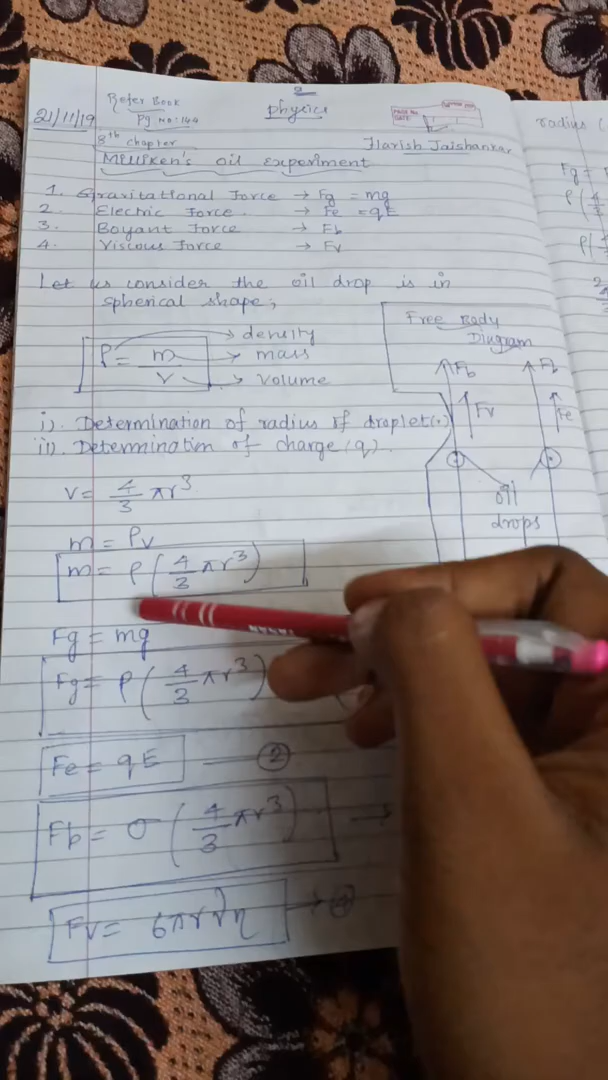 2
Refer Book
Physics
21/11/19
Pg No: 144
radius (
8th chapter
Harish Jaishankar
Milliken's oil experiment
1. Gravitational Force → Fg = mg
2. Electric Force. → Fe = qE
3. Boyant Force → Fb
4. Viscous Force → Fv
Let us consider the oil drop is in
spherical shape;
Free Body
Diagram
ρ = m/v
→ density
→ mass
→ volume
Fb
Fb
Fv
Fe
i). Determination of radius of droplet(r)
ii). Determination of charge (q).
v = 4/3 πr³
oil
drops
m = ρv
m = ρ(4/3 πr³)
Fg = mg
Fg = ρ(4/3 πr³)
Fe = qE — ②
Fb = σ(4/3 πr³) →
Fv = 6πrvη → ④